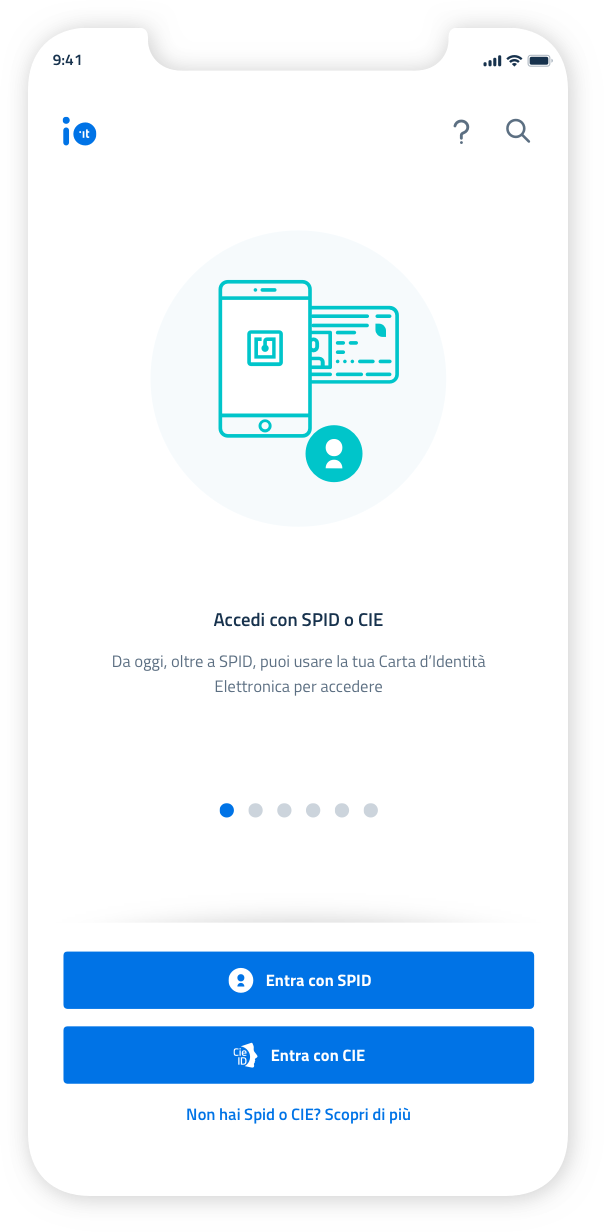 9:41
io it
?
Accedi con SPID o CIE
Da oggi, oltre a SPID, puoi usare la tua Carta d’Identità
Elettronica per accedere
Entra con SPID
Cie
ID
Entra con CIE
Non hai Spid o CIE? Scopri di più